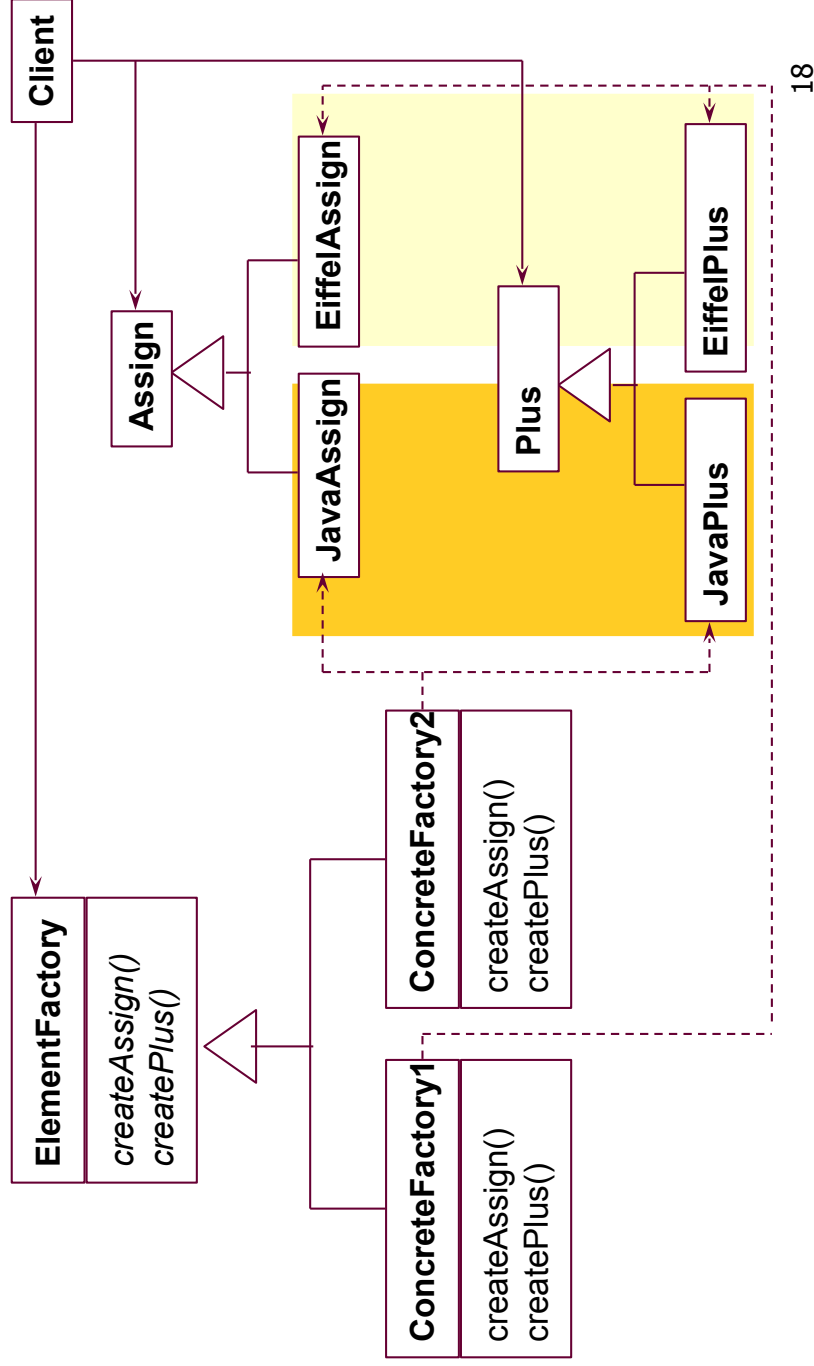 ElementFactory
createAssign()
createPlus()
Client
Assign
ConcreteFactory1
createAssign()
createPlus()
ConcreteFactory2
createAssign()
createPlus()
JavaAssign
EiffelAssign
Plus
JavaPlus
EiffelPlus
18